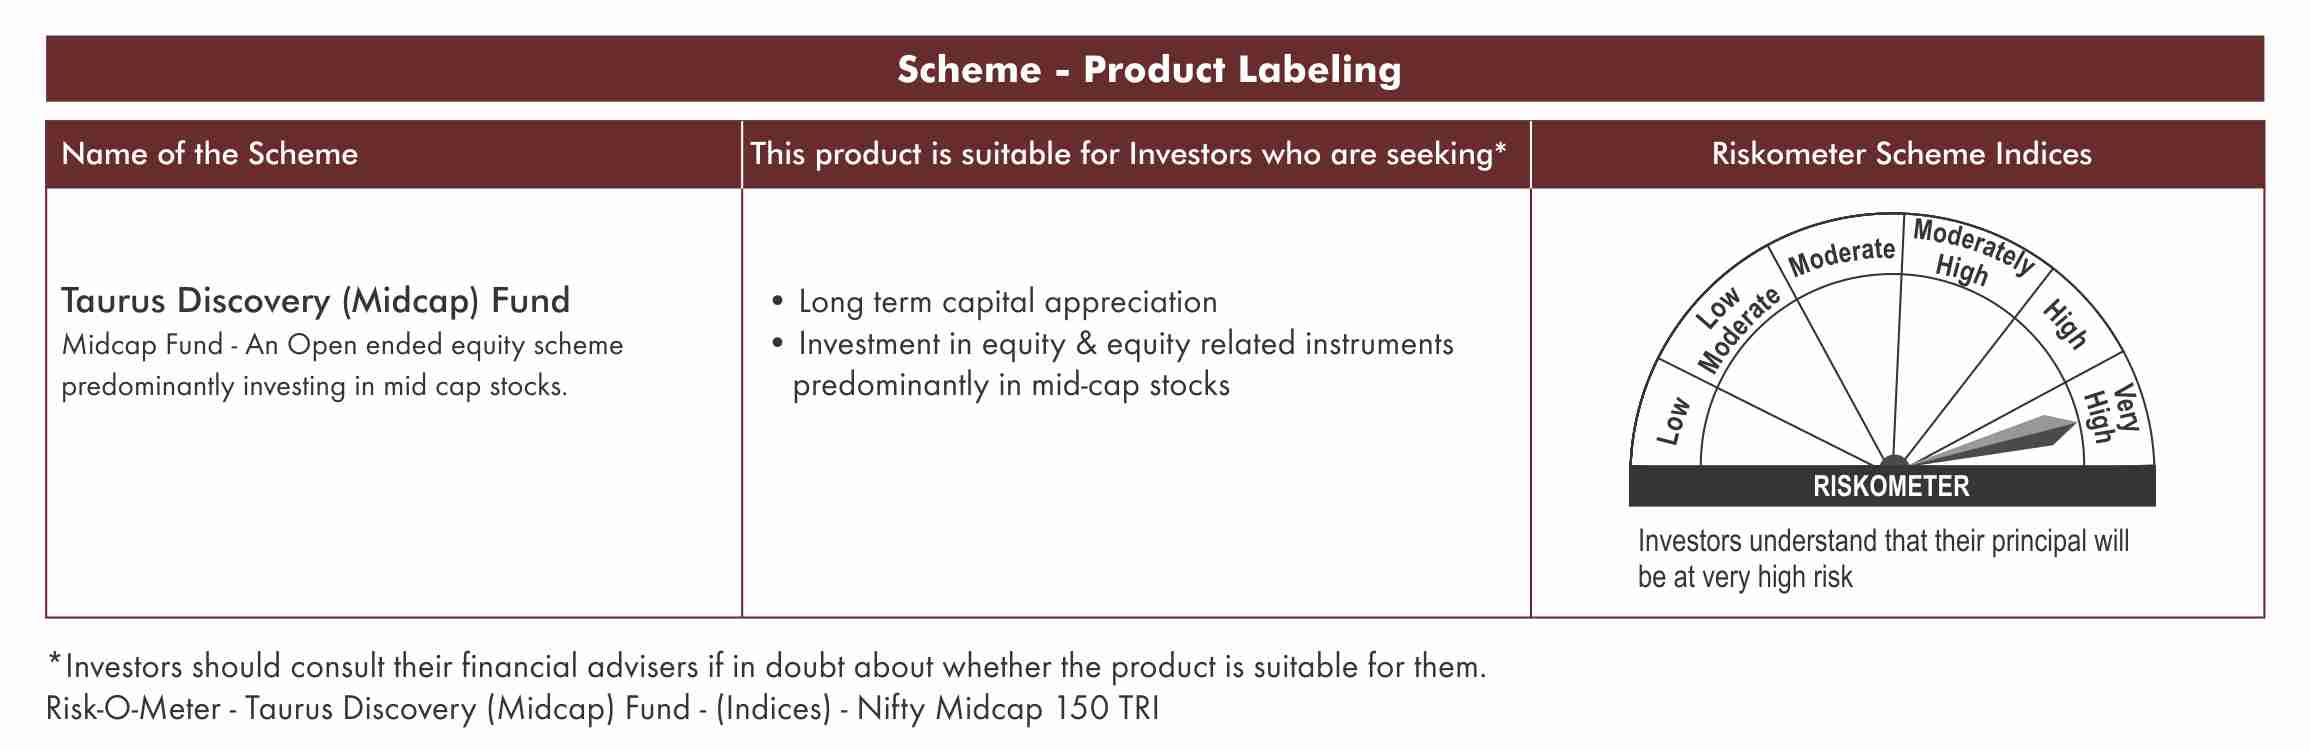 Scheme - Product Labeling
Name of the Scheme
This product is suitable for Investors who are seeking*
Riskometer Scheme Indices
Taurus Discovery (Midcap) Fund
Midcap Fund - An Open ended equity scheme
predominantly investing in mid cap stocks.
• Long term capital appreciation
• Investment in equity & equity related instruments
predominantly in mid-cap stocks
Low
Low
Moderate
Moderate
Moderately
High
High
Very
High
RISKOMETER
Investors understand that their principal will
be at very high risk
*Investors should consult their financial advisers if in doubt about whether the product is suitable for them.
Risk-O-Meter - Taurus Discovery (Midcap) Fund - (Indices) - Nifty Midcap 150 TRI